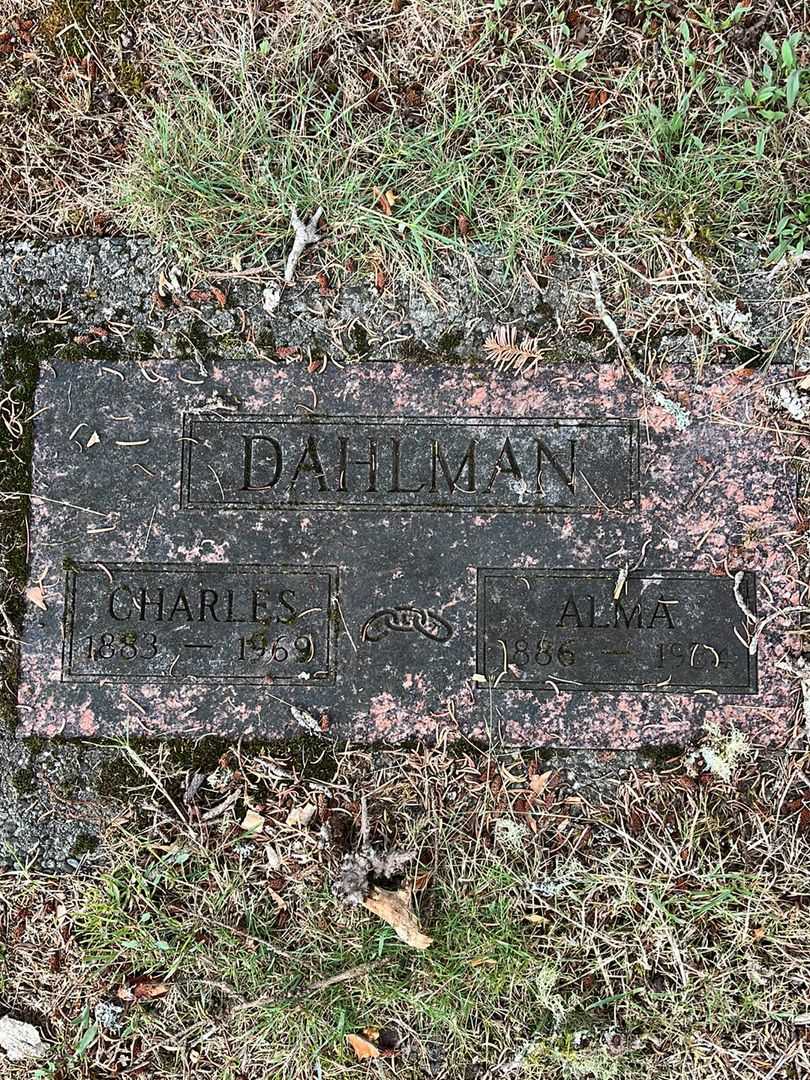 DAHLMAN
CHARLES
1883 — 1969
ALMA
1886 —